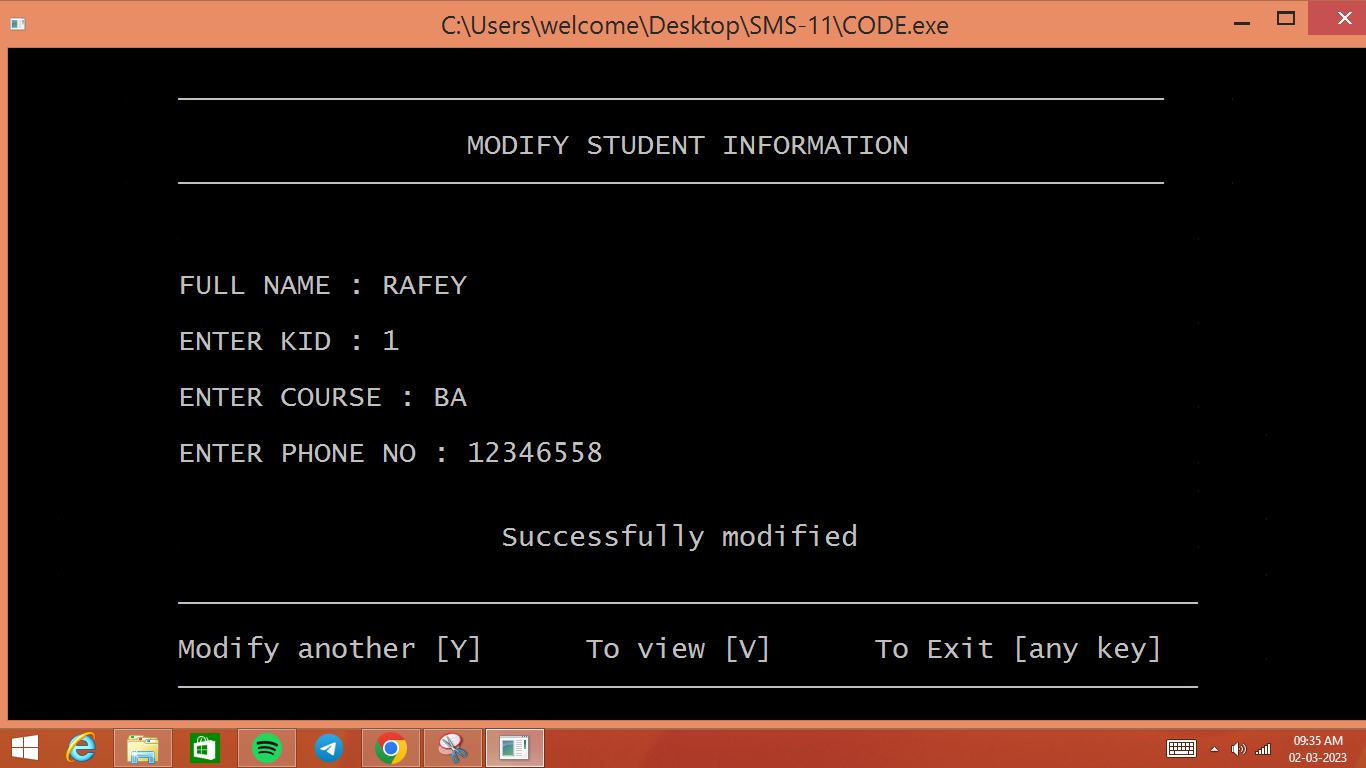 C:\Users\welcome\Desktop\SMS-11\CODE.exe
MODIFY STUDENT INFORMATION
FULL NAME : RAFEY
ENTER KID : 1
ENTER COURSE : BA
ENTER PHONE NO : 12346558
Successfully modified
Modify another [Y] To view [V] To Exit [any key]
09:35 AM
02-03-2023